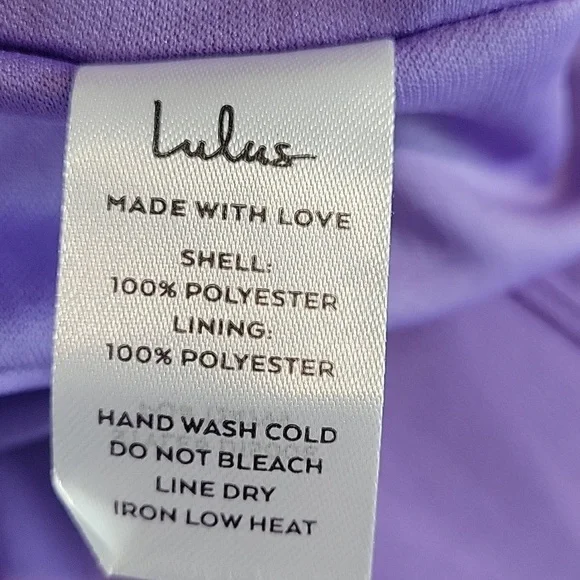 Lulus
MADE WITH LOVE
SHELL:
100% POLYESTER
LINING:
100% POLYESTER
HAND WASH COLD
DO NOT BLEACH
LINE DRY
IRON LOW HEAT